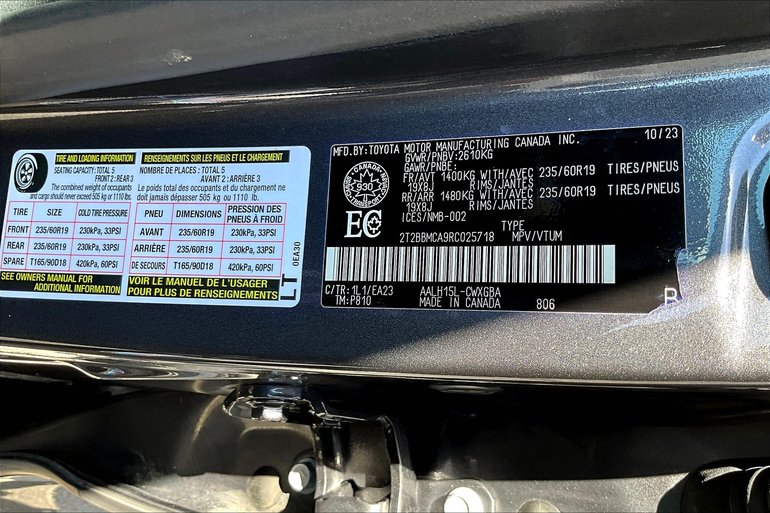 TIRE AND LOADING INFORMATION
SEATING CAPACITY: TOTAL 5
FRONT 2 : REAR 3
The combined weight of occupants
and cargo should never exceed 505 kg or 1110 lbs.
Renseignements sur les PNEUS ET LE CHARGEMENT
NOMBRE DE PLACES: TOTAL 5
AVANT 2 : ARRIÈRE 3
Le poids total des occupants et du chargement ne
doit jamais dépasser 505 kg ou 1110 lb.
TIRE SIZE COLD TIRE PRESSURE PNEU DIMENSIONS PRESSION DES PNEUS À FROID
FRONT 235/60R19 230kPa, 33PSI AVANT 235/60R19 230kPa, 33PSI
REAR 235/60R19 230kPa, 33PSI ARRIÈRE 235/60R19 230kPa, 33PSI
SPARE T165/90D18 420kPa, 60PSI DE SECOURS T165/90D18 420kPa, 60PSI
SEE OWNERS MANUAL FOR
ADDITIONAL INFORMATION
VOIR LE MANUEL DE L'USAGER
POUR PLUS DE RENSEIGNEMENTS
0EA30
LT
MFD.BY:TOYOTA MOTOR MANUFACTURING CANADA INC. 10/23
GVWR/PNBV:2610KG
GAWR/PNBE:
FR/AVT 1400KG WITH/AVEC 235/60R19 TIRES/PNEUS
19X8J RIMS/JANTES
RR/ARR 1480KG WITH/AVEC 235/60R19 TIRES/PNEUS
19X8J RIMS/JANTES
ICES/NMB-002
CANADA
930
TRANSPORT
EC
TYPE
2T2BBMCA9RC025718 MPV/VTUM
C/TR: 1L1/EA23 AALH15L-CWXGBA
TM: P810 MADE IN CANADA 806
B